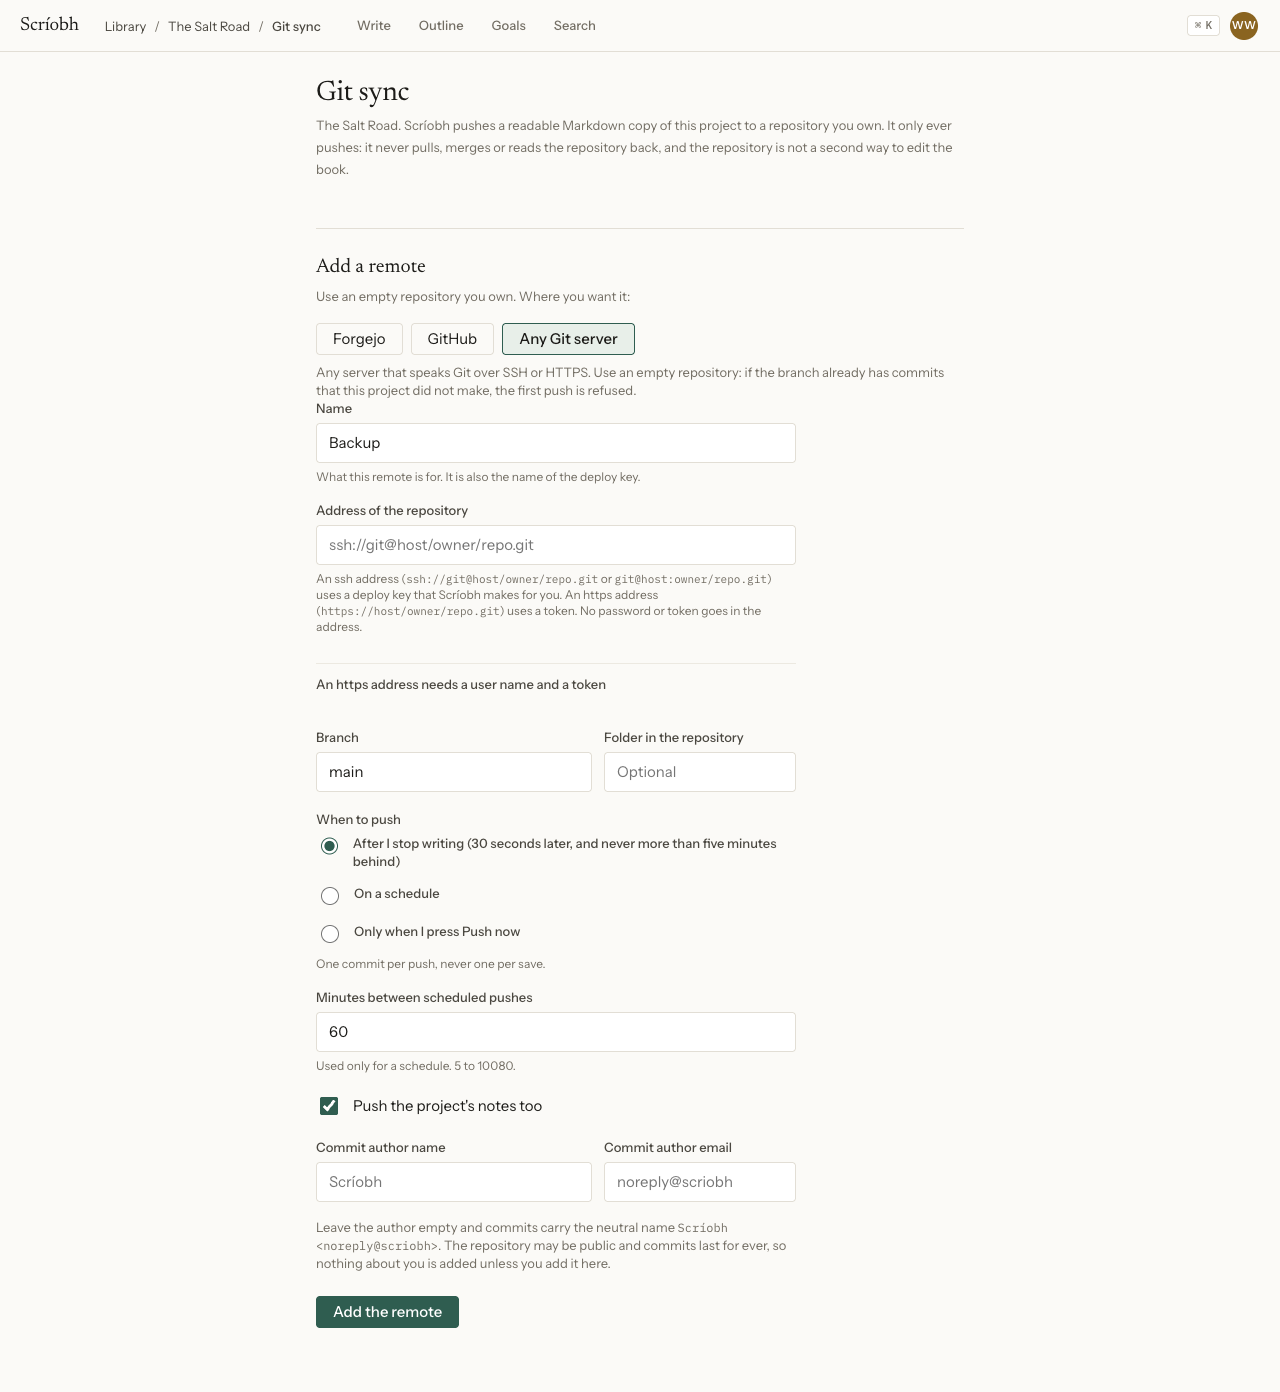 Scríobh Library / The Salt Road / Git sync Write Outline Goals Search ⌘ K WW
Git sync
The Salt Road. Scríobh pushes a readable Markdown copy of this project to a repository you own. It only ever
pushes: it never pulls, merges or reads the repository back, and the repository is not a second way to edit the
book.
Add a remote
Use an empty repository you own. Where you want it:
Forgejo GitHub Any Git server
Any server that speaks Git over SSH or HTTPS. Use an empty repository: if the branch already has commits
that this project did not make, the first push is refused.
Name
Backup
What this remote is for. It is also the name of the deploy key.
Address of the repository
ssh://git@host/owner/repo.git
An ssh address (ssh://git@host/owner/repo.git or git@host:owner/repo.git)
uses a deploy key that Scríobh makes for you. An https address
(https://host/owner/repo.git) uses a token. No password or token goes in the
address.
An https address needs a user name and a token
Branch Folder in the repository
main Optional
When to push
After I stop writing (30 seconds later, and never more than five minutes
behind)
On a schedule
Only when I press Push now
One commit per push, never one per save.
Minutes between scheduled pushes
60
Used only for a schedule. 5 to 10080.
Push the project's notes too
Commit author name Commit author email
Scríobh noreply@scriobh
Leave the author empty and commits carry the neutral name Scríobh
<noreply@scriobh>. The repository may be public and commits last for ever, so
nothing about you is added unless you add it here.
Add the remote